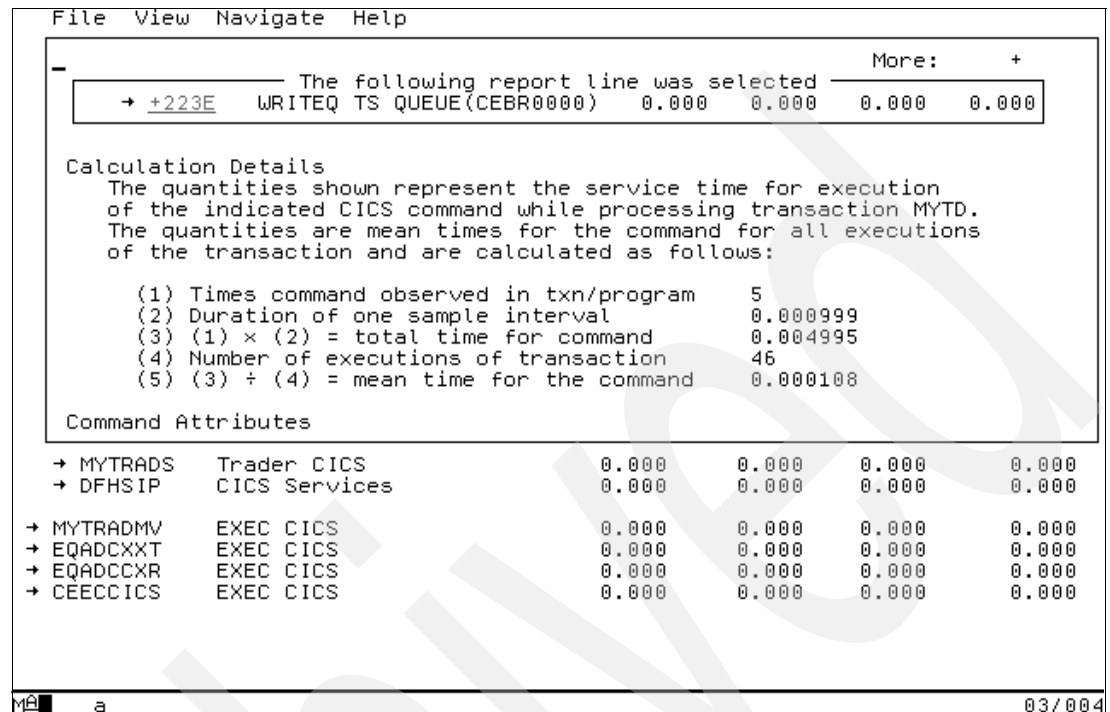 File View Navigate Help
More: +
The following report line was selected
→ +223E WRITEQ TS QUEUE(CEBR0000) 0.000 0.000 0.000 0.000
Calculation Details
The quantities shown represent the service time for execution
of the indicated CICS command while processing transaction MYTD.
The quantities are mean times for the command for all executions
of the transaction and are calculated as follows:
(1) Times command observed in txn/program 5
(2) Duration of one sample interval 0.000999
(3) (1) × (2) = total time for command 0.004995
(4) Number of executions of transaction 46
(5) (3) ÷ (4) = mean time for the command 0.000108
Command Attributes
→ MYTRADS Trader CICS 0.000 0.000 0.000 0.000
→ DFHSIP CICS Services 0.000 0.000 0.000 0.000
→ MYTRADMV EXEC CICS 0.000 0.000 0.000 0.000
→ EQADCXXT EXEC CICS 0.000 0.000 0.000 0.000
→ EQADCCXR EXEC CICS 0.000 0.000 0.000 0.000
→ CEECCICS EXEC CICS 0.000 0.000 0.000 0.000
MA a 03/004